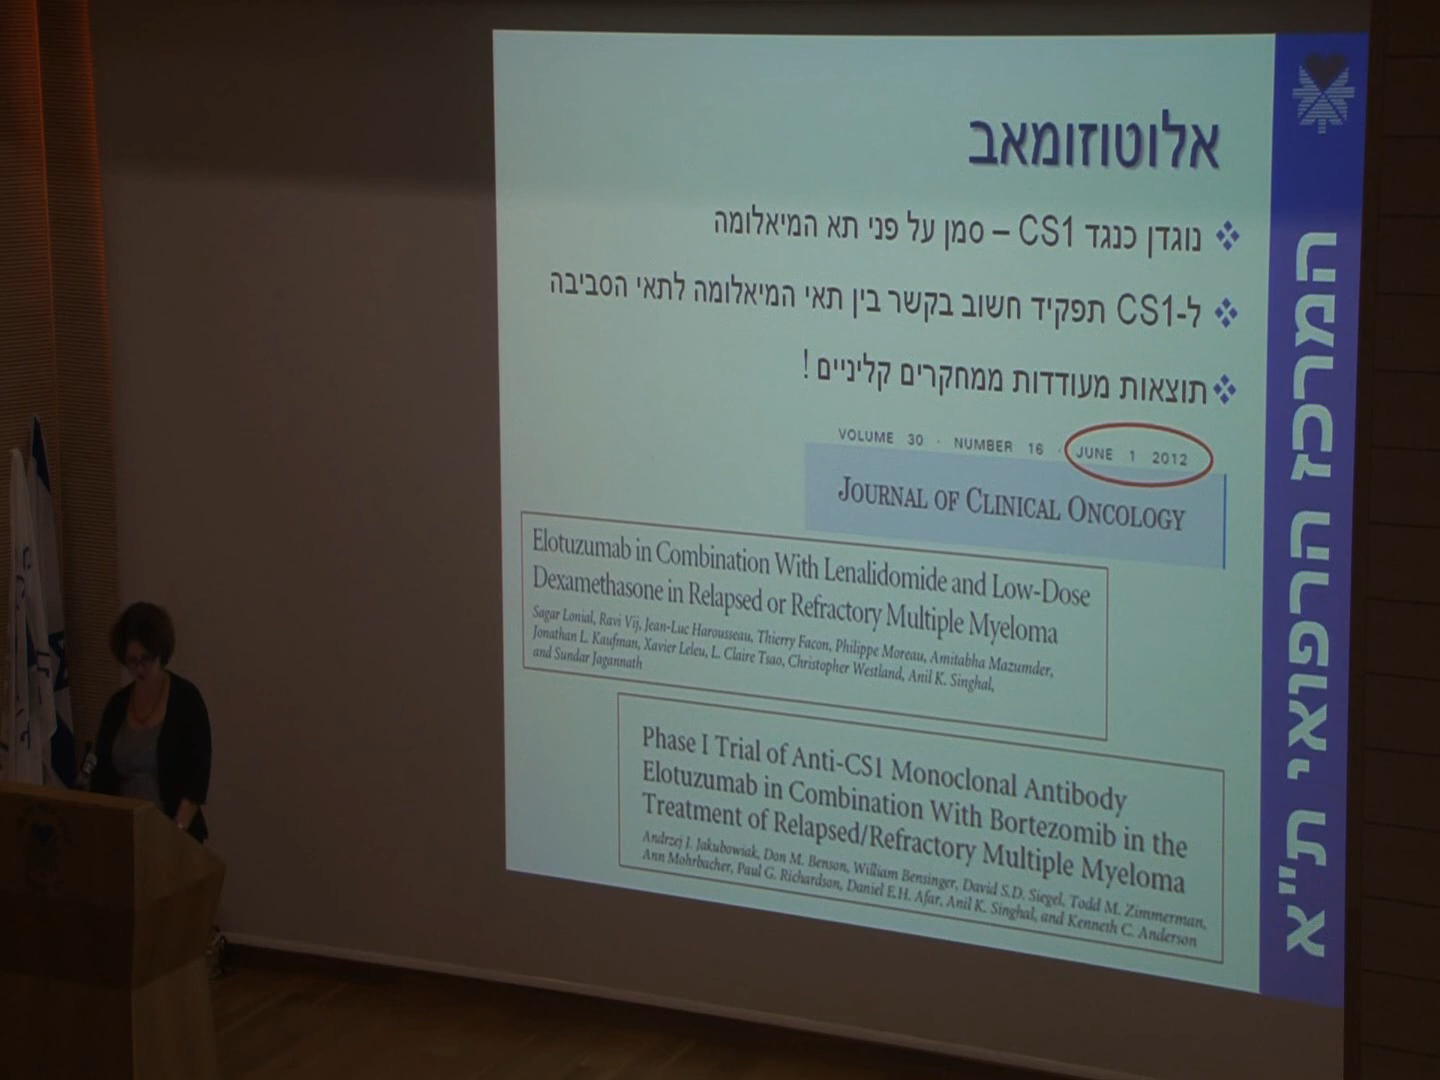 אלוטוזומאב
נוגדן כנגד CS1 – סמן על פני תא המיאלומה
ל-CS1 תפקיד חשוב בקשר בין תאי המיאלומה לתאי הסביבה
תוצאות מעודדות ממחקרים קליניים !
VOLUME 30 · NUMBER 16 · JUNE 1 2012
JOURNAL OF CLINICAL ONCOLOGY
Elotuzumab in Combination With Lenalidomide and Low-Dose
Dexamethasone in Relapsed or Refractory Multiple Myeloma
Sagar Lonial, Ravi Vij, Jean-Luc Harousseau, Thierry Facon, Philippe Moreau, Amitabha Mazumder,
Jonathan L. Kaufman, Xavier Leleu, L. Claire Tsao, Christopher Westland, Anil K. Singhal,
and Sundar Jagannath
Phase I Trial of Anti-CS1 Monoclonal Antibody
Elotuzumab in Combination With Bortezomib in the
Treatment of Relapsed/Refractory Multiple Myeloma
Andrzej J. Jakubowiak, Don M. Benson, William Bensinger, David S.D. Siegel, Todd M. Zimmerman,
Ann Mohrbacher, Paul G. Richardson, Daniel E.H. Afar, Anil K. Singhal, and Kenneth C. Anderson
המרכז הרפואי ת"א